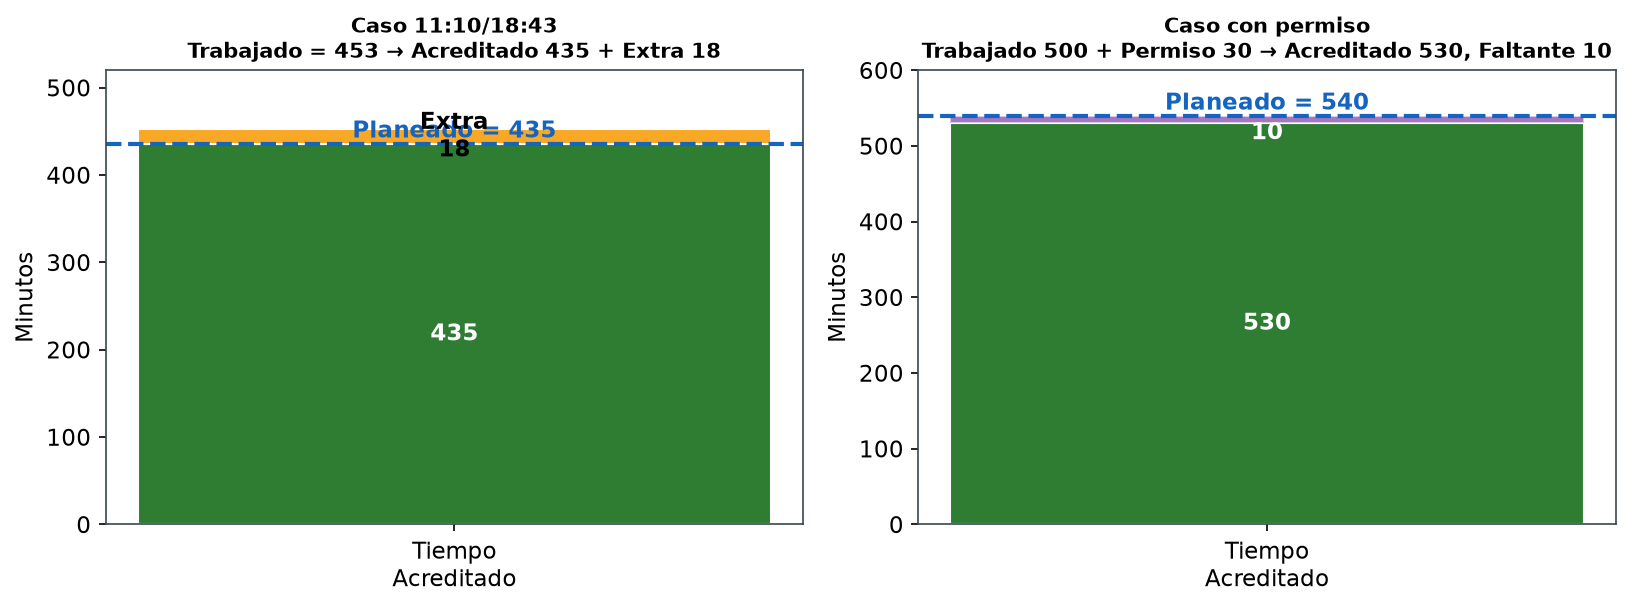 Caso 11:10/18:43
Trabajado = 453 → Acreditado 435 + Extra 18
500
400
300
200
100
0
Minutos
Extra
Planeado = 435
18
435
Tiempo
Acreditado
Caso con permiso
Trabajado 500 + Permiso 30 → Acreditado 530, Faltante 10
600
500
400
300
200
100
0
Minutos
Planeado = 540
10
530
Tiempo
Acreditado